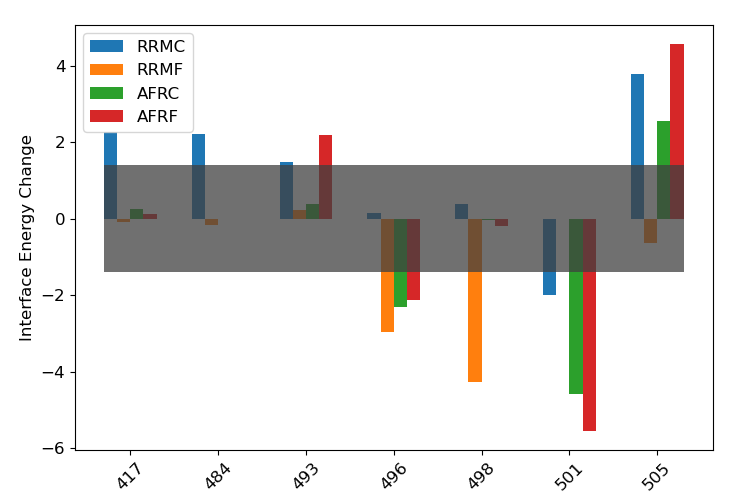 RRMC
RRMF
AFRC
AFRF
Interface Energy Change
4
2
0
−2
−4
−6
417 484 493 496 498 501 505